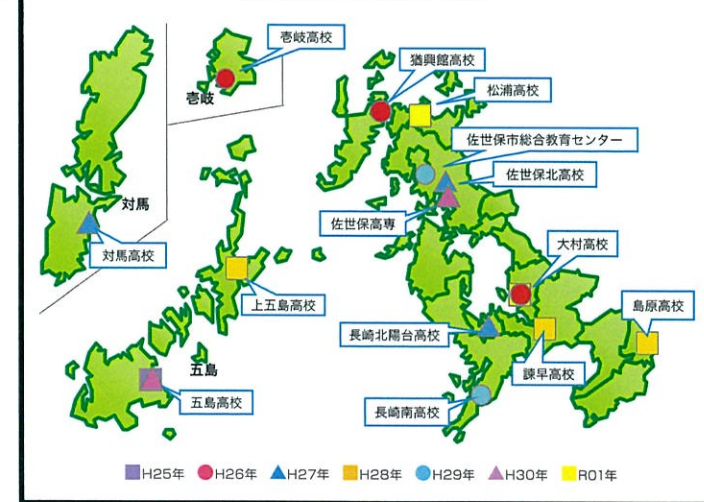 壱岐高校
猶興館高校
壱岐
松浦高校
佐世保市総合教育センター
佐世保北高校
対馬
佐世保高専
対馬高校
大村高校
上五島高校
島原高校
長崎北陽台高校
五島
諫早高校
五島高校
長崎南高校
H25年 H26年 H27年 H28年 H29年 H30年 R01年